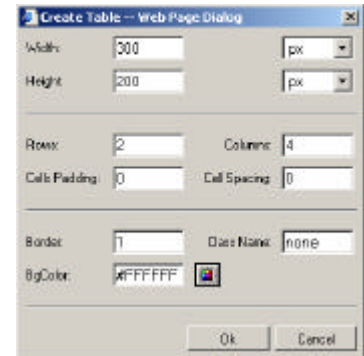 Create Table -- Web Page Dialog
Width: 300 px
Height: 200 px
Rows: 2 Columns: 4
Cells Padding: 0 Cell Spacing: 0
Border: 1 Class Name: none
BgColor: #FFFFFF
Ok Cancel